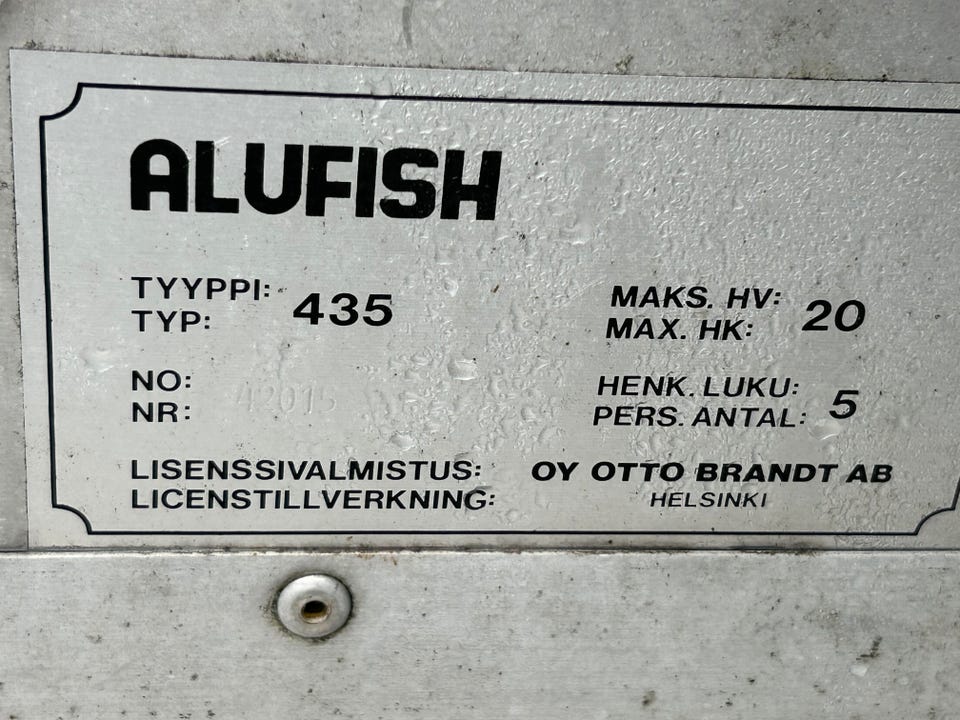 ALUFISH
TYYPPI: 435
TYP:
MAKS. HV: 20
MAX. HK:
NO: 42015
NR:
HENK. LUKU: 5
PERS. ANTAL:
LISENSSIVALMISTUS: OY OTTO BRANDT AB
LICENSTILLVERKNING: HELSINKI